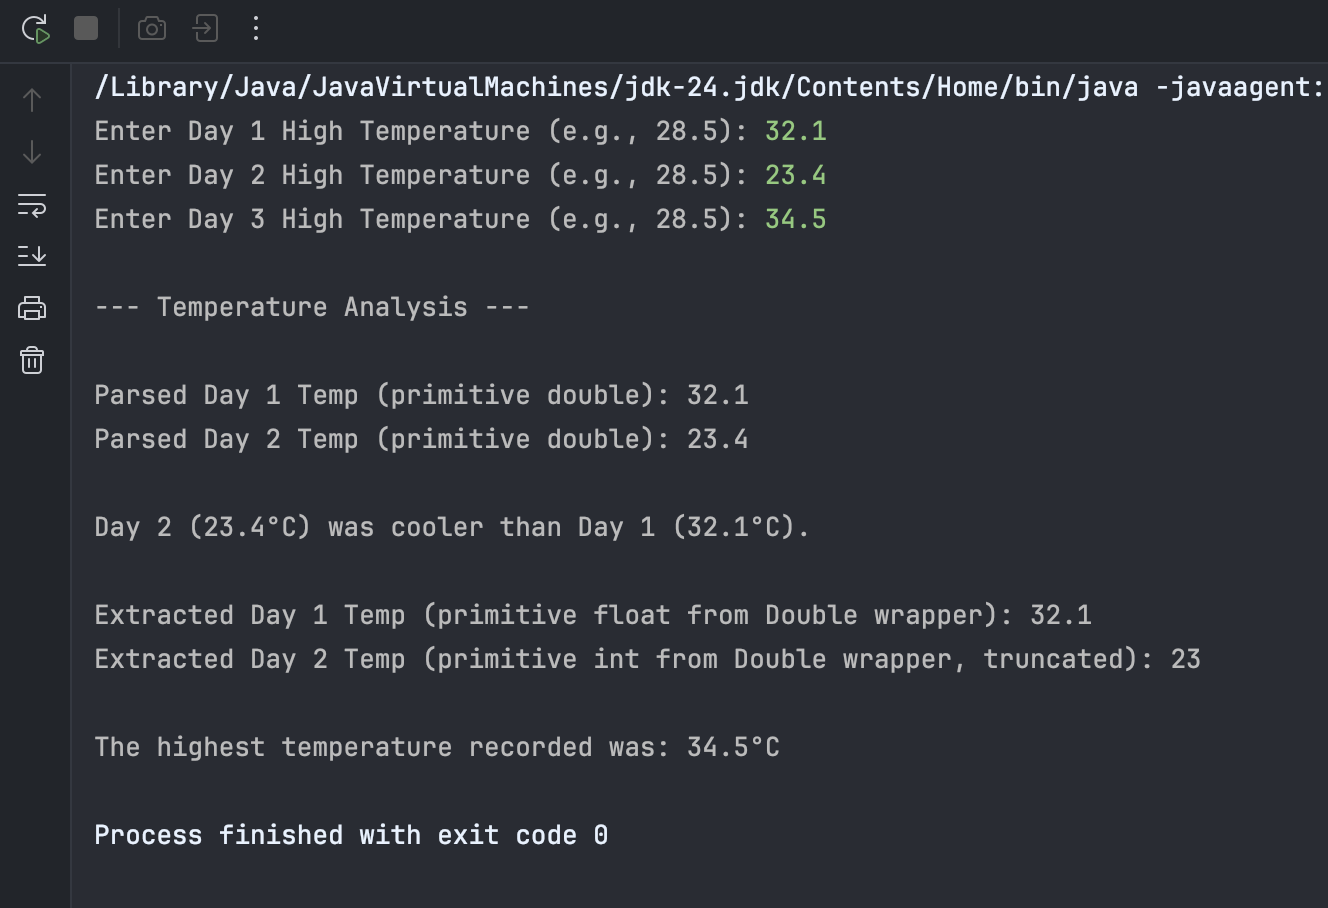 /Library/Java/JavaVirtualMachines/jdk-24.jdk/Contents/Home/bin/java -javaagent:
Enter Day 1 High Temperature (e.g., 28.5): 32.1
Enter Day 2 High Temperature (e.g., 28.5): 23.4
Enter Day 3 High Temperature (e.g., 28.5): 34.5
--- Temperature Analysis ---
Parsed Day 1 Temp (primitive double): 32.1
Parsed Day 2 Temp (primitive double): 23.4
Day 2 (23.4°C) was cooler than Day 1 (32.1°C).
Extracted Day 1 Temp (primitive float from Double wrapper): 32.1
Extracted Day 2 Temp (primitive int from Double wrapper, truncated): 23
The highest temperature recorded was: 34.5°C
Process finished with exit code 0